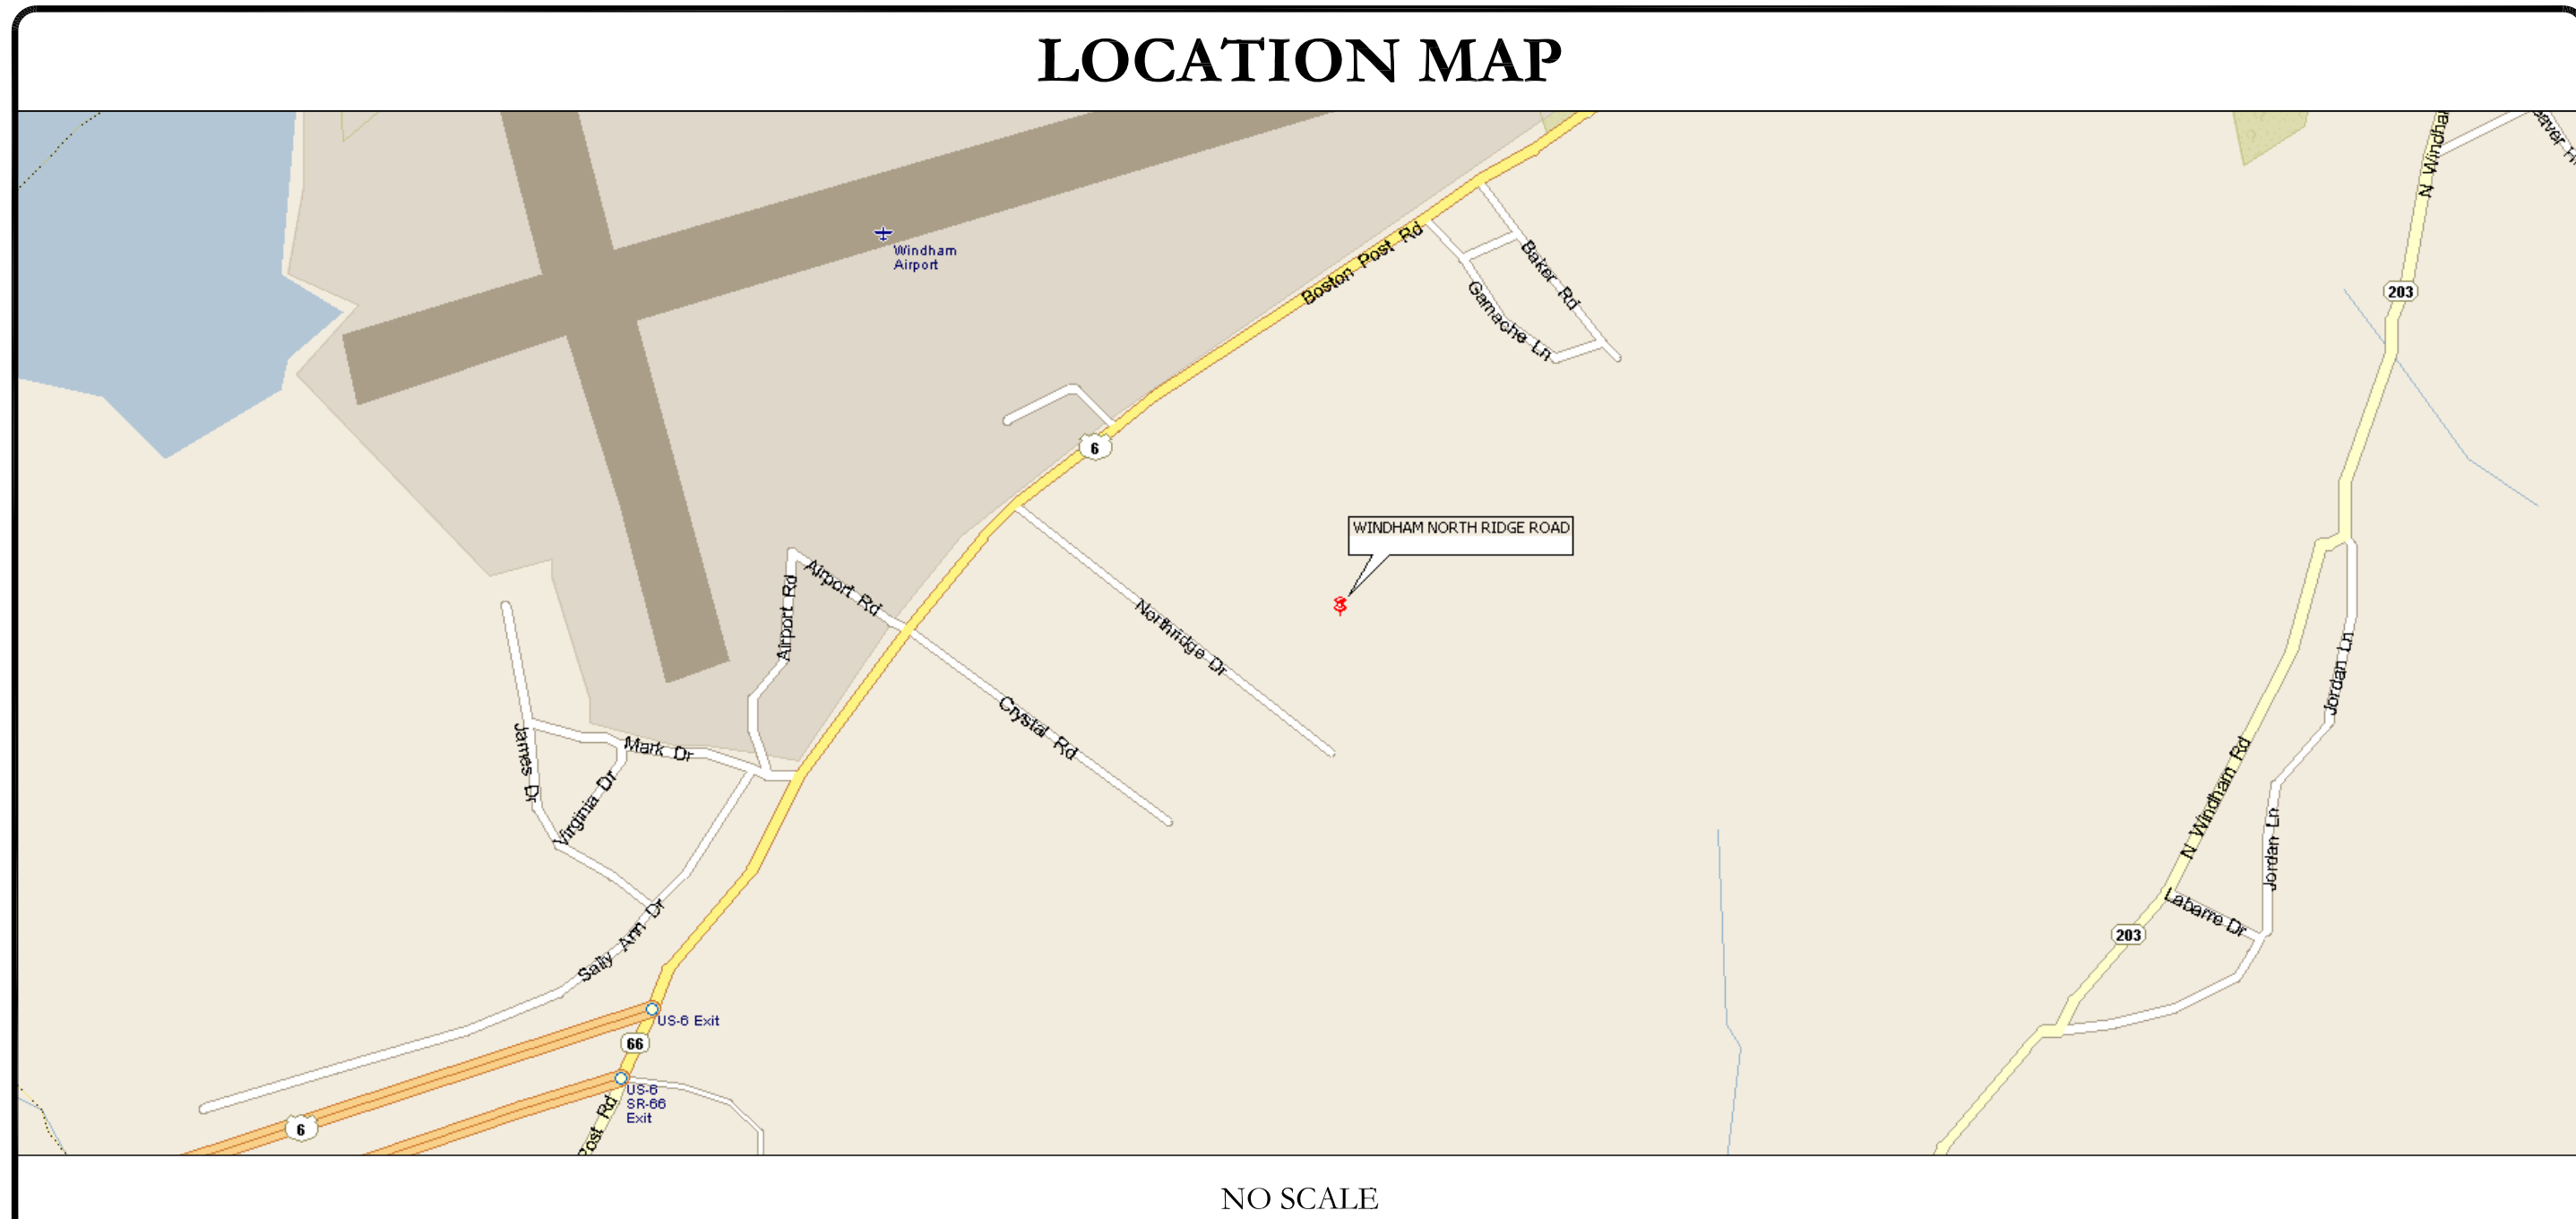 LOCATION MAP
N Windha
eaver H
Windham
Airport
Boston Post Rd
Baker Rd
Gamache Ln
203
6
WINDHAM NORTH RIDGE ROAD
Airport Rd
Airport Rd
Northridge Dr
Crystal Rd
Jordan Ln
James Dr
Mark Dr
Virginia Dr
N Windham Rd
Jordan Ln
Labarre Dr
203
Sally Ann Dr
US-6 Exit
66
US-6
SR-66
Exit
Post Rd
6
NO SCALE